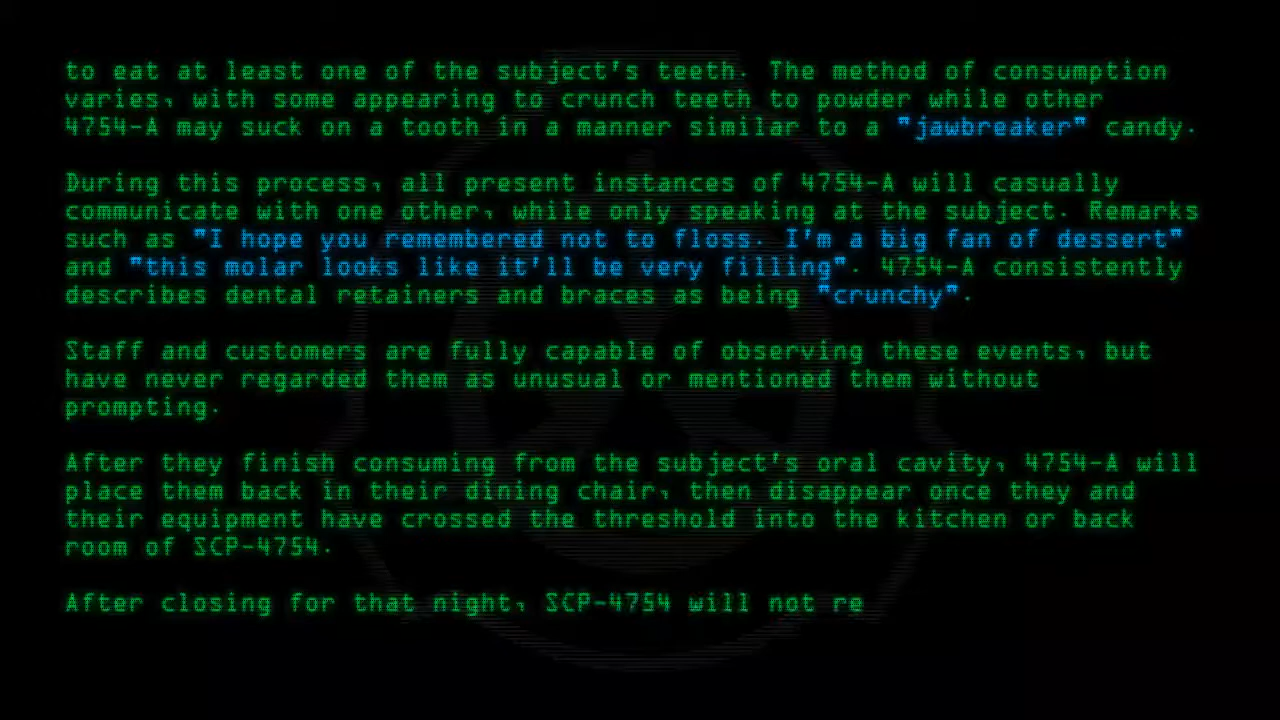 to eat at least one of the subject's teeth. The method of consumption
varies, with some appearing to crunch teeth to powder while other
4754-A may suck on a tooth in a manner similar to a "jawbreaker" candy.
During this process, all present instances of 4754-A will casually
communicate with one other, while only speaking at the subject. Remarks
such as "I hope you remembered not to floss. I'm a big fan of dessert"
and "this molar looks like it'll be very filling". 4754-A consistently
describes dental retainers and braces as being "crunchy".
Staff and customers are fully capable of observing these events, but
have never regarded them as unusual or mentioned them without
prompting.
After they finish consuming from the subject's oral cavity, 4754-A will
place them back in their dining chair, then disappear once they and
their equipment have crossed the threshold into the kitchen or back
room of SCP-4754.
After closing for that night, SCP-4754 will not re